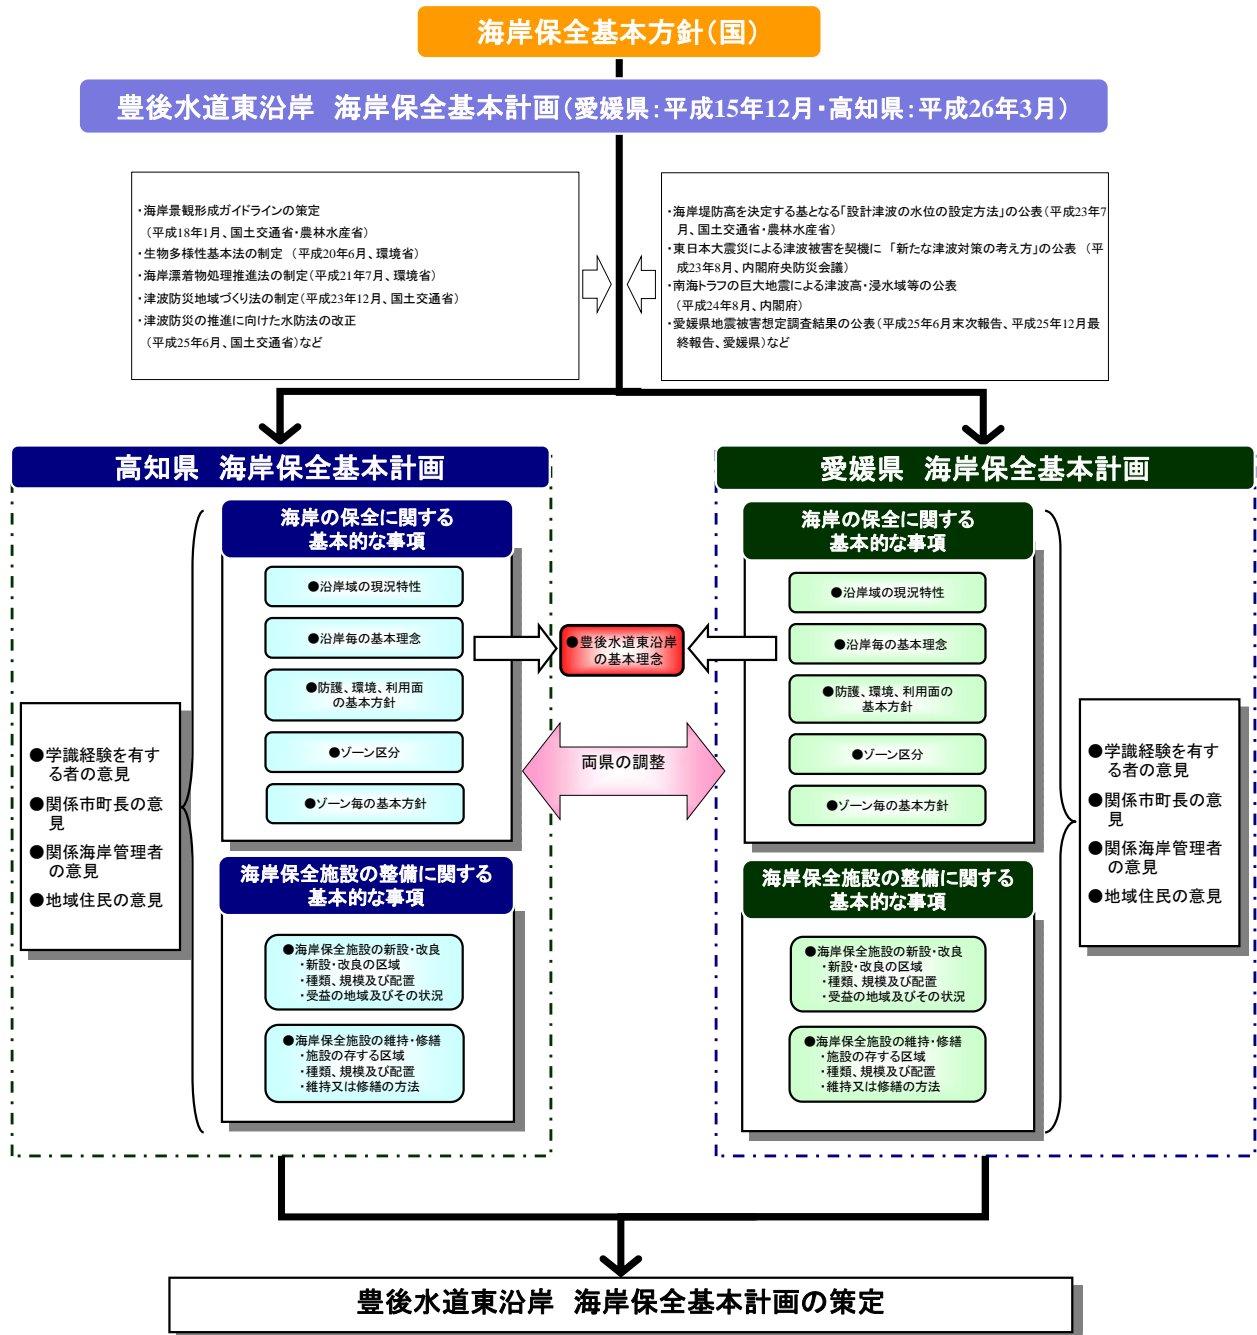 海岸保全基本方針（国）
豊後水道東沿岸　海岸保全基本計画（愛媛県：平成15年12月・高知県：平成26年3月）
・海岸景観形成ガイドラインの策定
（平成18年1月、国土交通省・農林水産省）
・生物多様性基本法の制定　（平成20年6月、環境省）
・海岸漂着物処理推進法の制定（平成21年7月、環境省）
・津波防災地域づくり法の制定（平成23年12月、国土交通省）
・津波防災の推進に向けた水防法の改正
（平成25年6月、国土交通省）など
・海岸堤防高を決定する基となる「設計津波の水位の設定方法」の公表（平成23年7
月、国土交通省・農林水産省）
・東日本大震災による津波被害を契機に　「新たな津波対策の考え方」の公表　（平
成23年8月、内閣府央防災会議）
・南海トラフの巨大地震による津波高・浸水域等の公表
（平成24年8月、内閣府）
・愛媛県地震被害想定調査結果の公表（平成25年6月末次報告、平成25年12月最
終報告、愛媛県）など
高知県　海岸保全基本計画
海岸の保全に関する
基本的な事項
●沿岸域の現況特性
●沿岸毎の基本理念
●防護、環境、利用面
の基本方針
●ゾーン区分
●ゾーン毎の基本方針
●学識経験を有す
る者の意見
●関係市町長の意
見
●関係海岸管理者
の意見
●地域住民の意見
海岸保全施設の整備に関する
基本的な事項
●海岸保全施設の新設・改良
・新設・改良の区域
・種類、規模及び配置
・受益の地域及びその状況
●海岸保全施設の維持・修繕
・施設の存する区域
・種類、規模及び配置
・維持又は修繕の方法
●豊後水道東沿岸
の基本理念
両県の調整
愛媛県　海岸保全基本計画
海岸の保全に関する
基本的な事項
●沿岸域の現況特性
●沿岸毎の基本理念
●防護、環境、利用面の
基本方針
●ゾーン区分
●ゾーン毎の基本方針
●学識経験を有す
る者の意見
●関係市町長の意
見
●関係海岸管理者
の意見
●地域住民の意見
海岸保全施設の整備に関する
基本的な事項
●海岸保全施設の新設・改良
・新設・改良の区域
・種類、規模及び配置
・受益の地域及びその状況
●海岸保全施設の維持・修繕
・施設の存する区域
・種類、規模及び配置
・維持又は修繕の方法
豊後水道東沿岸　海岸保全基本計画の策定